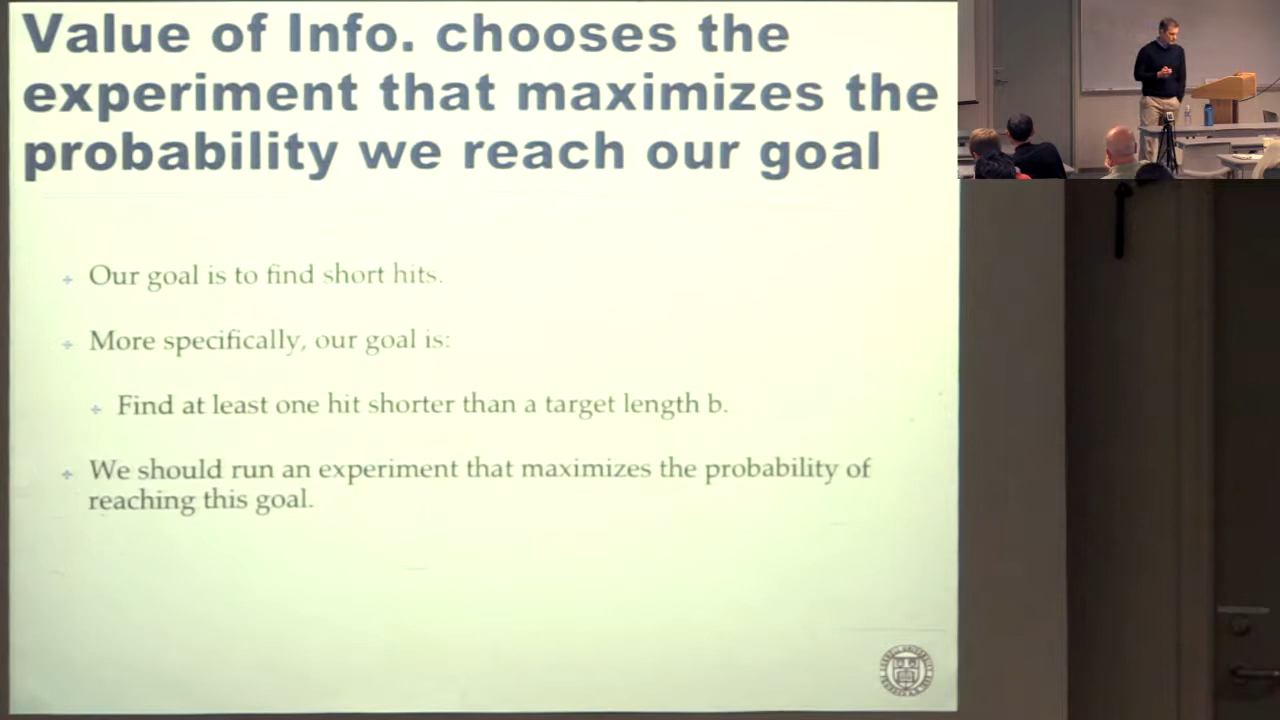 Value of Info. chooses the
experiment that maximizes the
probability we reach our goal
Our goal is to find short hits.
More specifically, our goal is:
Find at least one hit shorter than a target length b.
We should run an experiment that maximizes the probability of
reaching this goal.